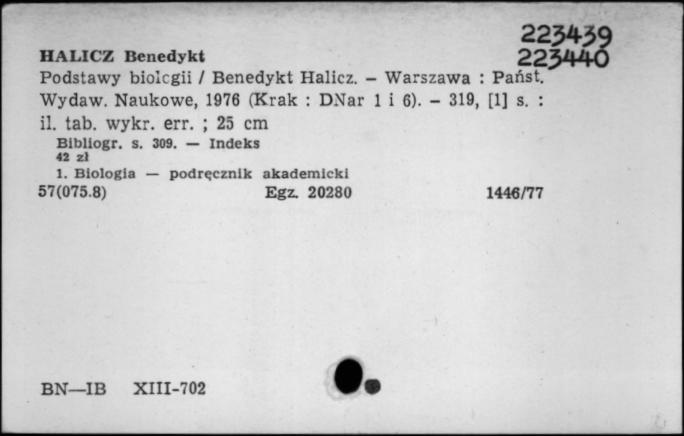 223439
HALICZ Benedykt
223440
Podstawy biolcgii / Benedykt Halicz. – Warszawa : Państ.
Wydaw. Naukowe, 1976 (Krak : DNar 1 i 6). – 319, [1] s. :
il. tab. wykr. err. ; 25 cm
Bibliogr. s. 309. — Indeks
42 zł
1. Biologia — podręcznik akademicki
57(075.8) Egz. 20280 1446/77
BN—IB XIII-702